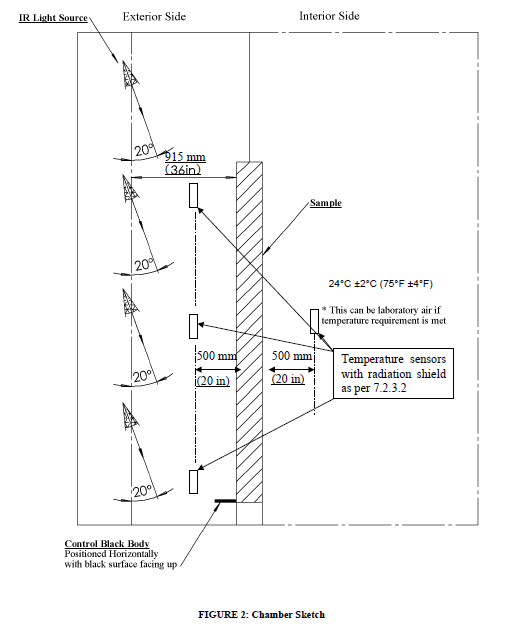 IR Light Source
Exterior Side
Interior Side
20°
915 mm
(36in)
Sample
20°
24°C ±2°C (75°F ±4°F)
* This can be laboratory air if
temperature requirement is met
500 mm
(20 in)
500 mm
(20 in)
Temperature sensors
with radiation shield
as per 7.2.3.2
20°
20°
Control Black Body
Positioned Horizontally
with black surface facing up
FIGURE 2: Chamber Sketch